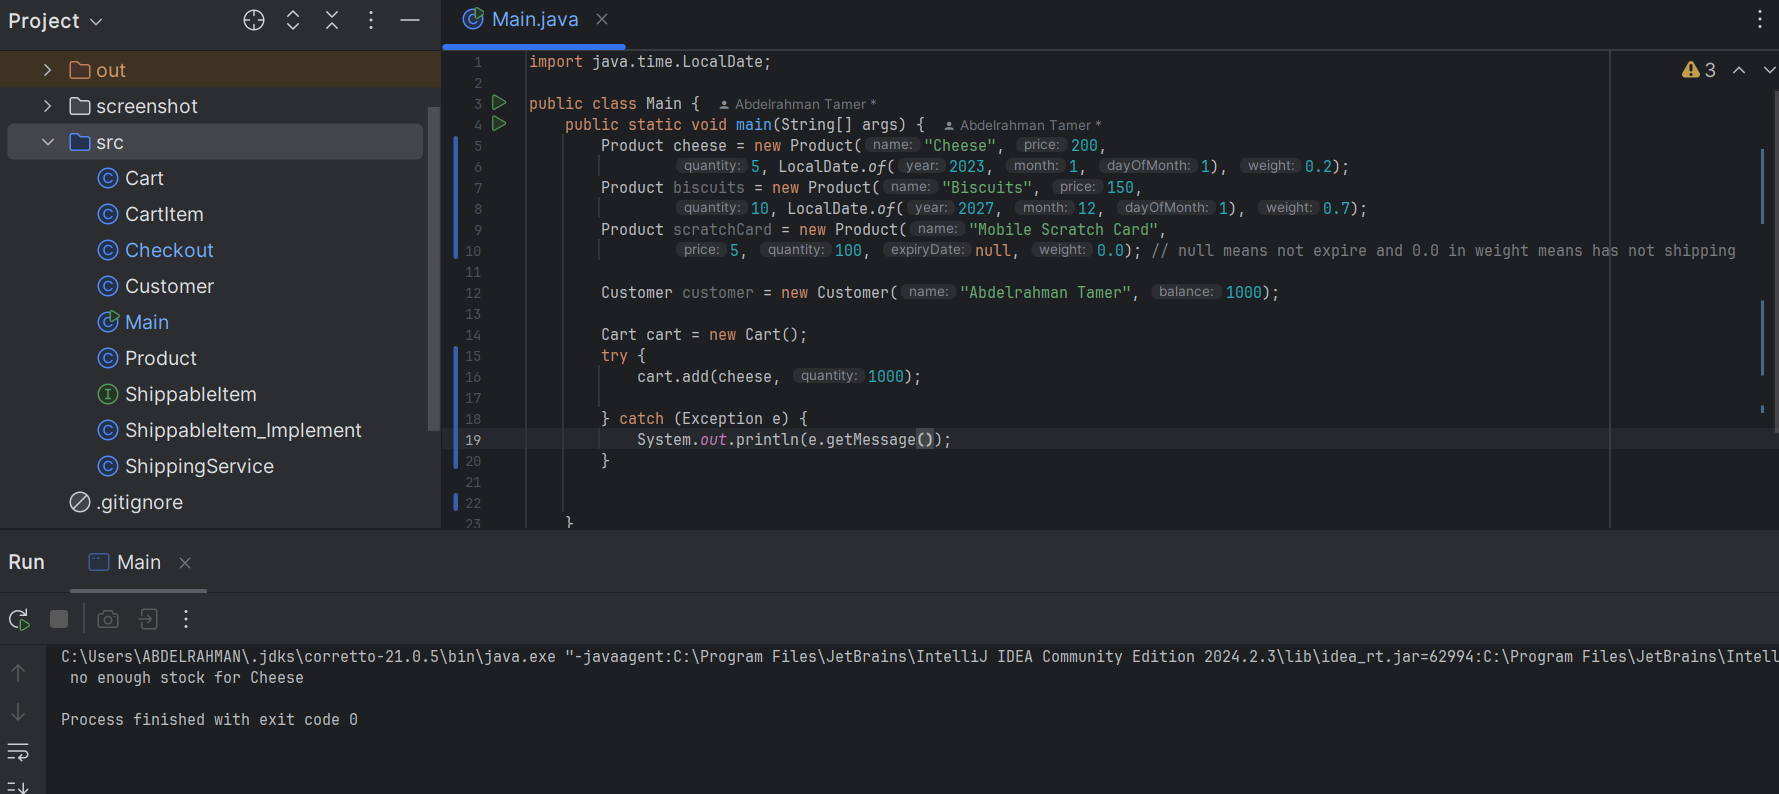 Project
Main.java
out
screenshot
src
Cart
CartItem
Checkout
Customer
Main
Product
ShippableItem
ShippableItem_Implement
ShippingService
.gitignore
3
1 import java.time.LocalDate;
2
3 public class Main { Abdelrahman Tamer *
4 public static void main(String[] args) { Abdelrahman Tamer *
5 Product cheese = new Product( name: "Cheese", price: 200,
6 quantity: 5, LocalDate.of( year: 2023, month: 1, dayOfMonth: 1), weight: 0.2);
7 Product biscuits = new Product( name: "Biscuits", price: 150,
8 quantity: 10, LocalDate.of( year: 2027, month: 12, dayOfMonth: 1), weight: 0.7);
9 Product scratchCard = new Product( name: "Mobile Scratch Card",
10 price: 5, quantity: 100, expiryDate: null, weight: 0.0); // null means not expire and 0.0 in weight means has not shipping
11
12 Customer customer = new Customer( name: "Abdelrahman Tamer", balance: 1000);
13
14 Cart cart = new Cart();
15 try {
16 cart.add(cheese, quantity: 1000);
17
18 } catch (Exception e) {
19 System.out.println(e.getMessage());
20 }
21
22
23 }
Run Main
C:\Users\ABDELRAHMAN\.jdks\corretto-21.0.5\bin\java.exe "-javaagent:C:\Program Files\JetBrains\IntelliJ IDEA Community Edition 2024.2.3\lib\idea_rt.jar=62994:C:\Program Files\JetBrains\Intell
no enough stock for Cheese
Process finished with exit code 0